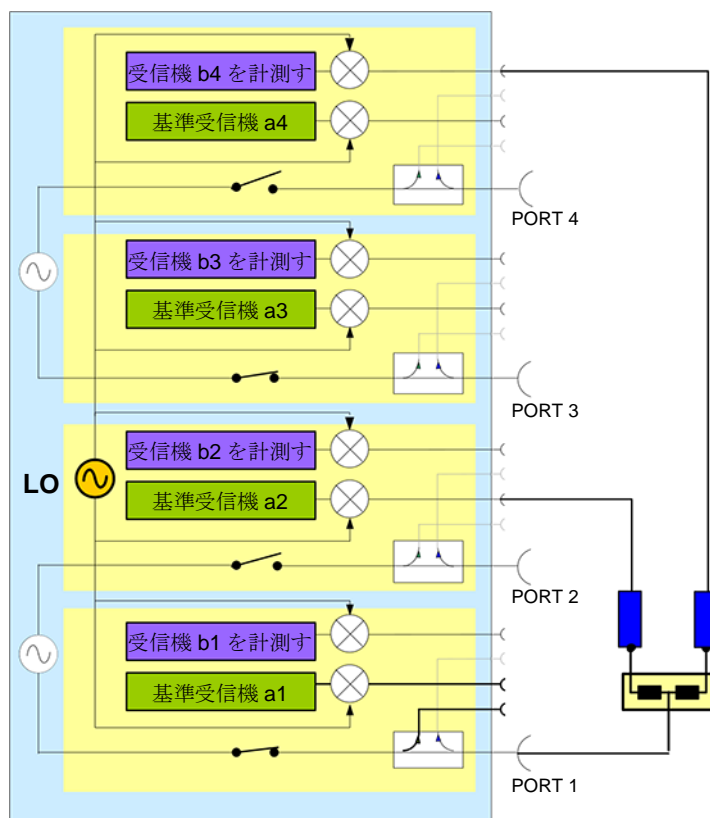 受信機 b4 を計測す
基準受信機 a4
PORT 4
受信機 b3 を計測す
基準受信機 a3
PORT 3
受信機 b2 を計測す
LO
基準受信機 a2
PORT 2
受信機 b1 を計測す
基準受信機 a1
PORT 1